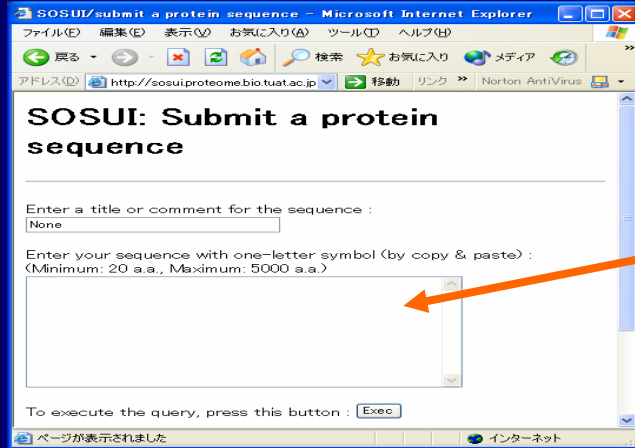 SOSUI/submit a protein sequence - Microsoft Internet Explorer
ファイル(F) 編集(E) 表示(V) お気に入り(A) ツール(T) ヘルプ(H)
戻る 検索 お気に入り メディア
アドレス(D) http://sosui.proteome.bio.tuat.ac.jp 移動 リンク » Norton AntiVirus
SOSUI: Submit a protein
sequence
Enter a title or comment for the sequence :
None
Enter your sequence with one-letter symbol (by copy & paste) :
(Minimum: 20 a.a., Maximum: 5000 a.a.)
To execute the query, press this button : Exec
ページが表示されました インターネット